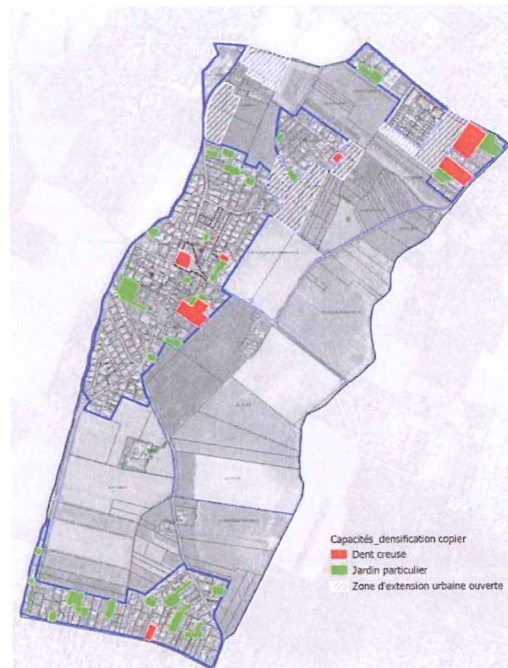 Capacités_densification copier
Dent creuse
Jardin particulier
Zone d'extension urbaine ouverte